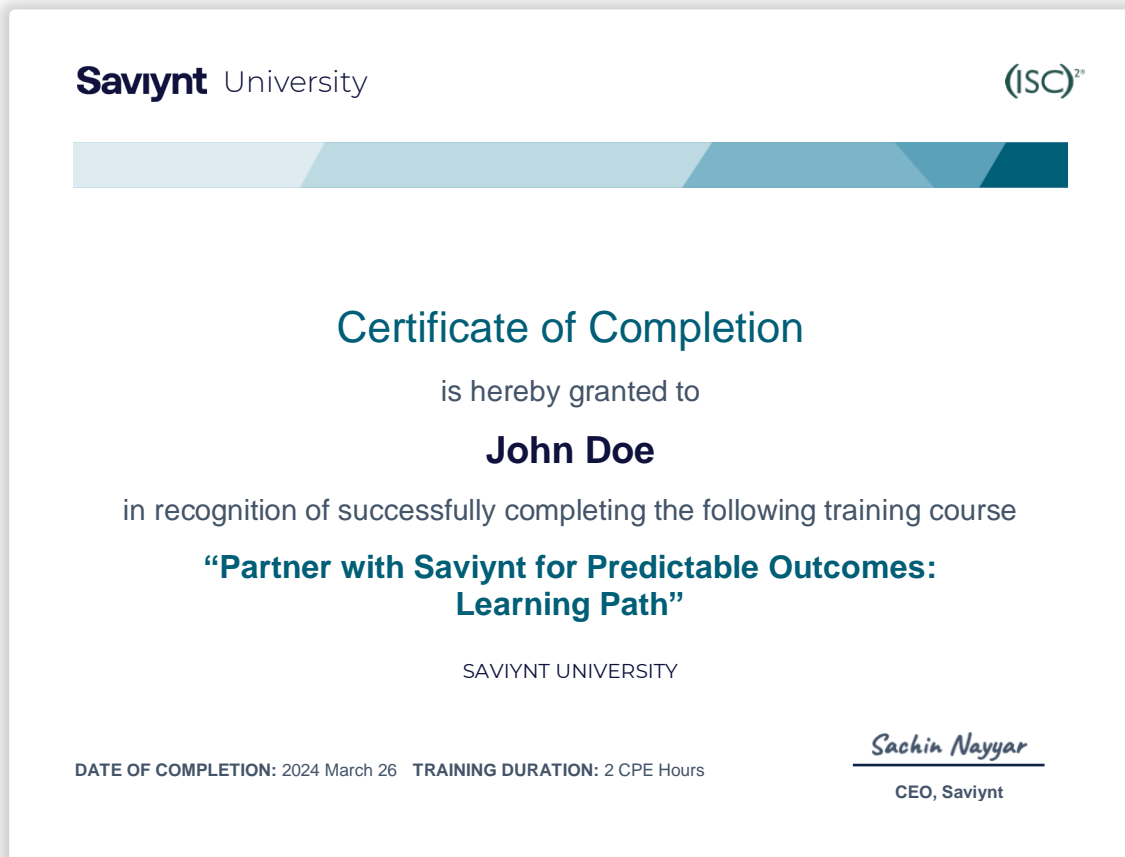 Saviynt University
(ISC)²®
Certificate of Completion
is hereby granted to
John Doe
in recognition of successfully completing the following training course
“Partner with Saviynt for Predictable Outcomes:
Learning Path”
SAVIYNT UNIVERSITY
Sachin Nayyar
DATE OF COMPLETION: 2024 March 26 TRAINING DURATION: 2 CPE Hours
CEO, Saviynt